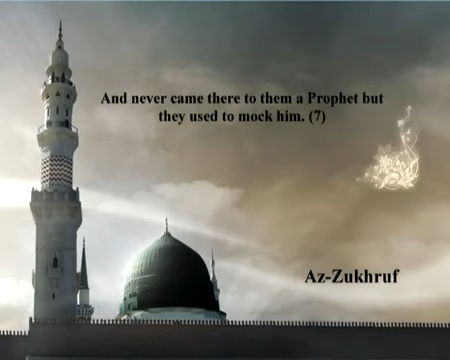 And never came there to them a Prophet but
they used to mock him. (7)
Az-Zukhruf